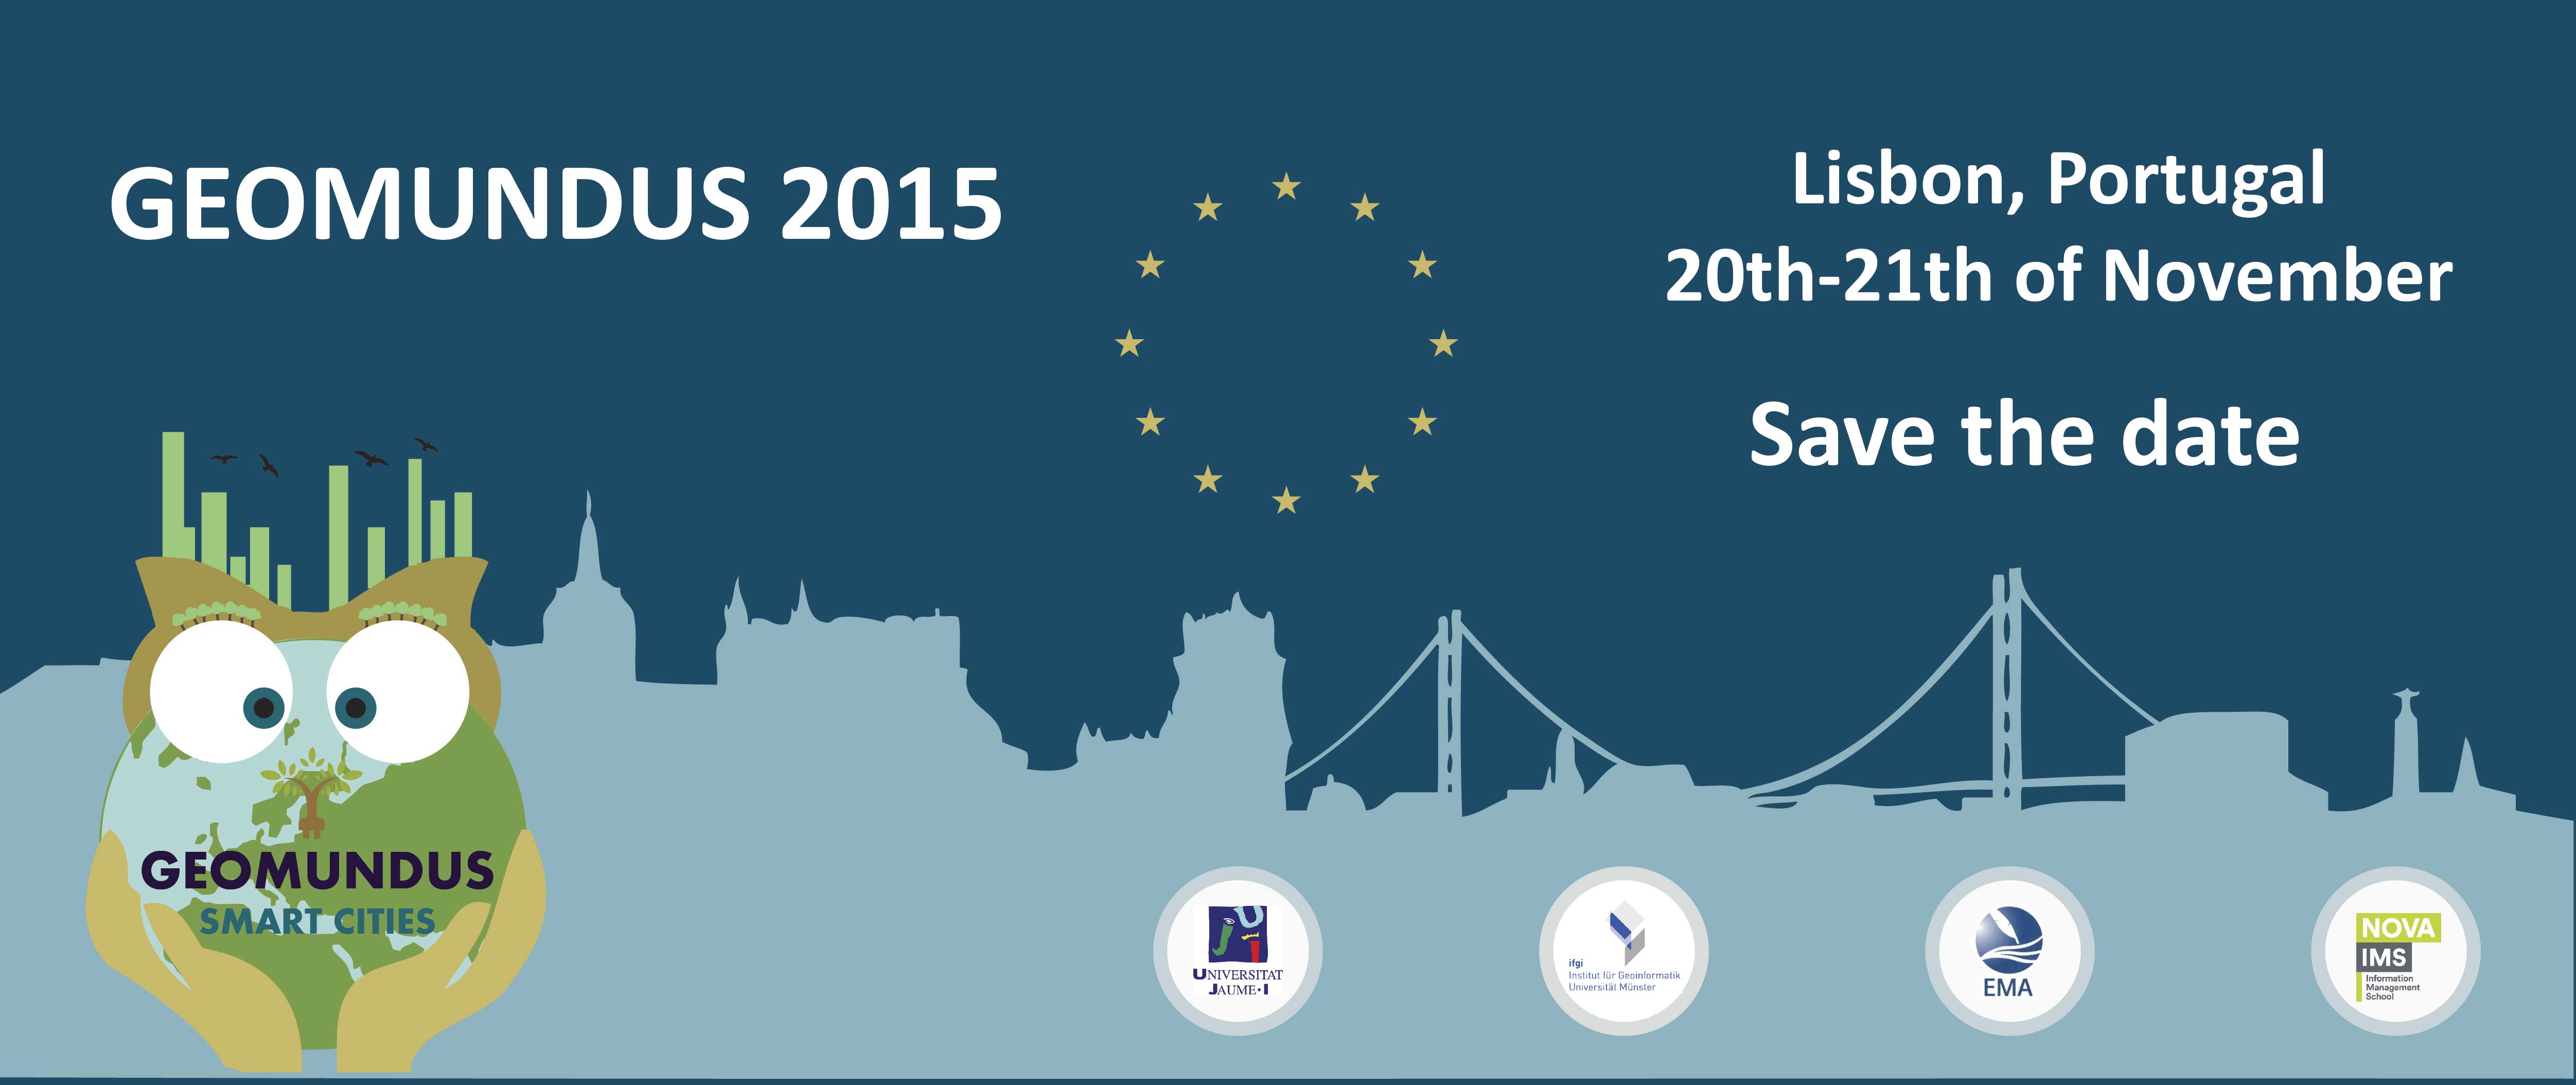 GEOMUNDUS 2015
Lisbon, Portugal
20th-21th of November
Save the date
GEOMUNDUS
SMART CITIES
UNIVERSITAT
JAUME•I
ifgi
Institut für Geoinformatik
Universität Münster
EMA
NOVA
IMS
Information
Management
School